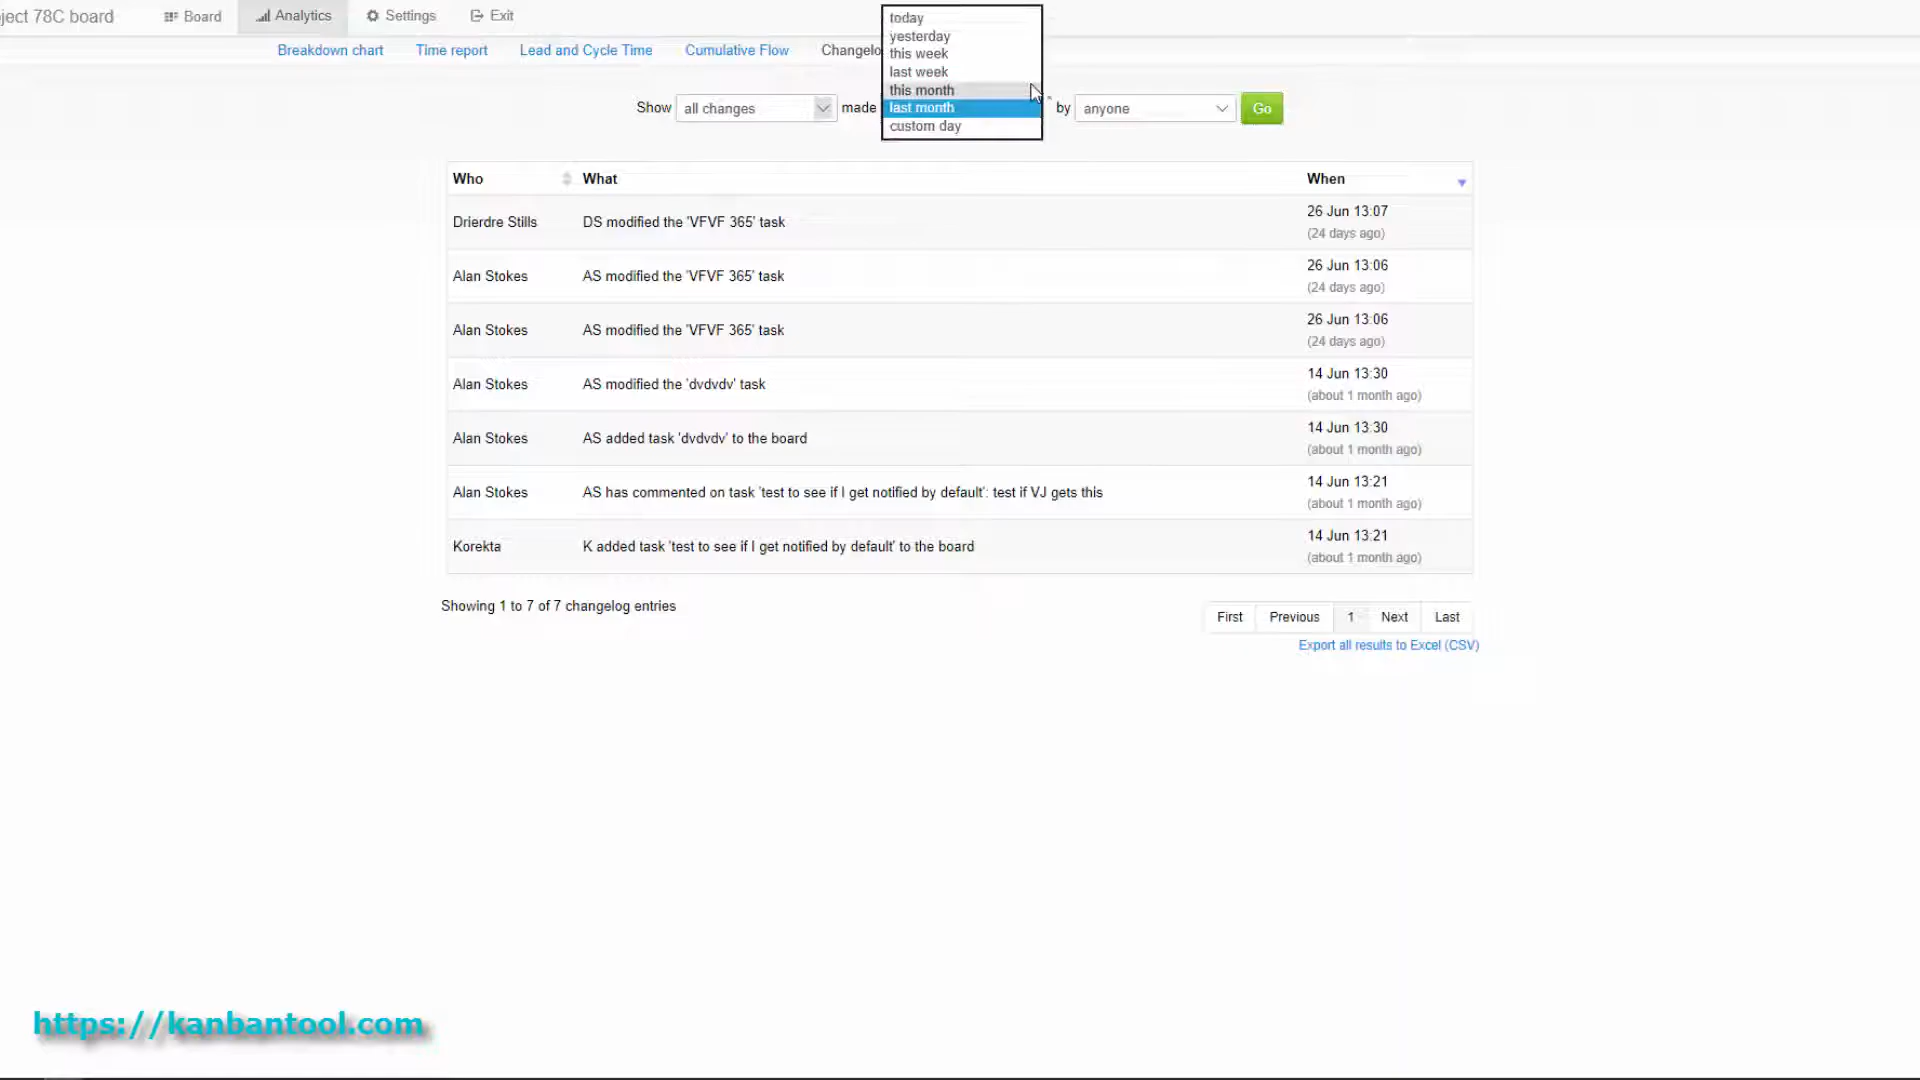 ject 78C board
Board
Analytics
Settings
Exit
Breakdown chart
Time report
Lead and Cycle Time
Cumulative Flow
Changelo
today
yesterday
this week
last week
this month
last month
custom day
Show all changes made by anyone Go
Who What When
Drierdre Stills DS modified the 'VFVF 365' task 26 Jun 13:07
(24 days ago)
Alan Stokes AS modified the 'VFVF 365' task 26 Jun 13:06
(24 days ago)
Alan Stokes AS modified the 'VFVF 365' task 26 Jun 13:06
(24 days ago)
Alan Stokes AS modified the 'dvdvdv' task 14 Jun 13:30
(about 1 month ago)
Alan Stokes AS added task 'dvdvdv' to the board 14 Jun 13:30
(about 1 month ago)
Alan Stokes AS has commented on task 'test to see if I get notified by default': test if VJ gets this 14 Jun 13:21
(about 1 month ago)
Korekta K added task 'test to see if I get notified by default' to the board 14 Jun 13:21
(about 1 month ago)
Showing 1 to 7 of 7 changelog entries
First Previous 1 Next Last
Export all results to Excel (CSV)
https://kanbantool.com